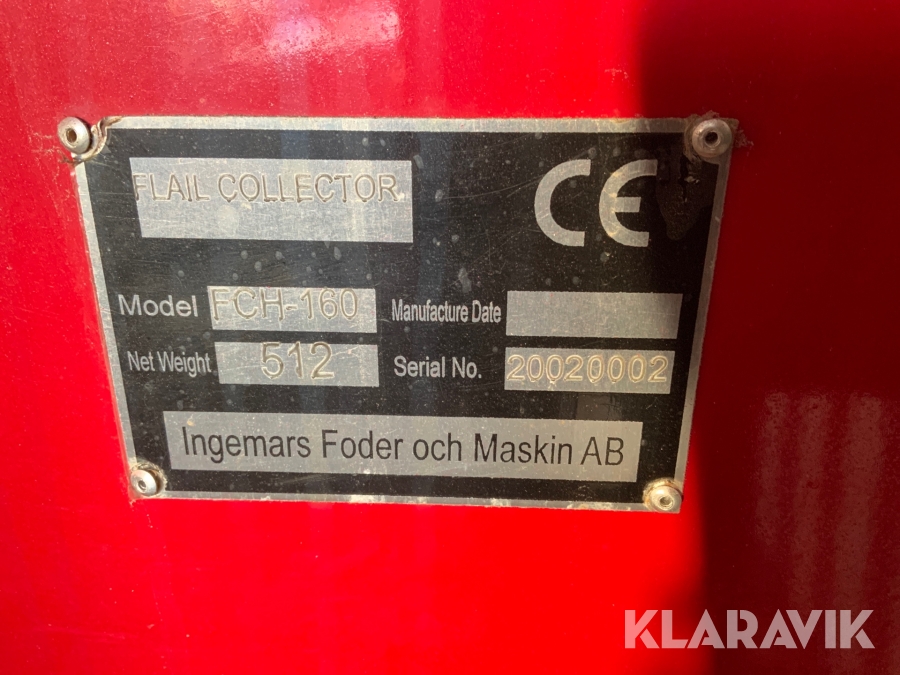 FLAIL COLLECTOR
CE
Model FCH-160 Manufacture Date
Net Weight 512 Serial No. 20020002
Ingemars Foder och Maskin AB
KLARAVIK